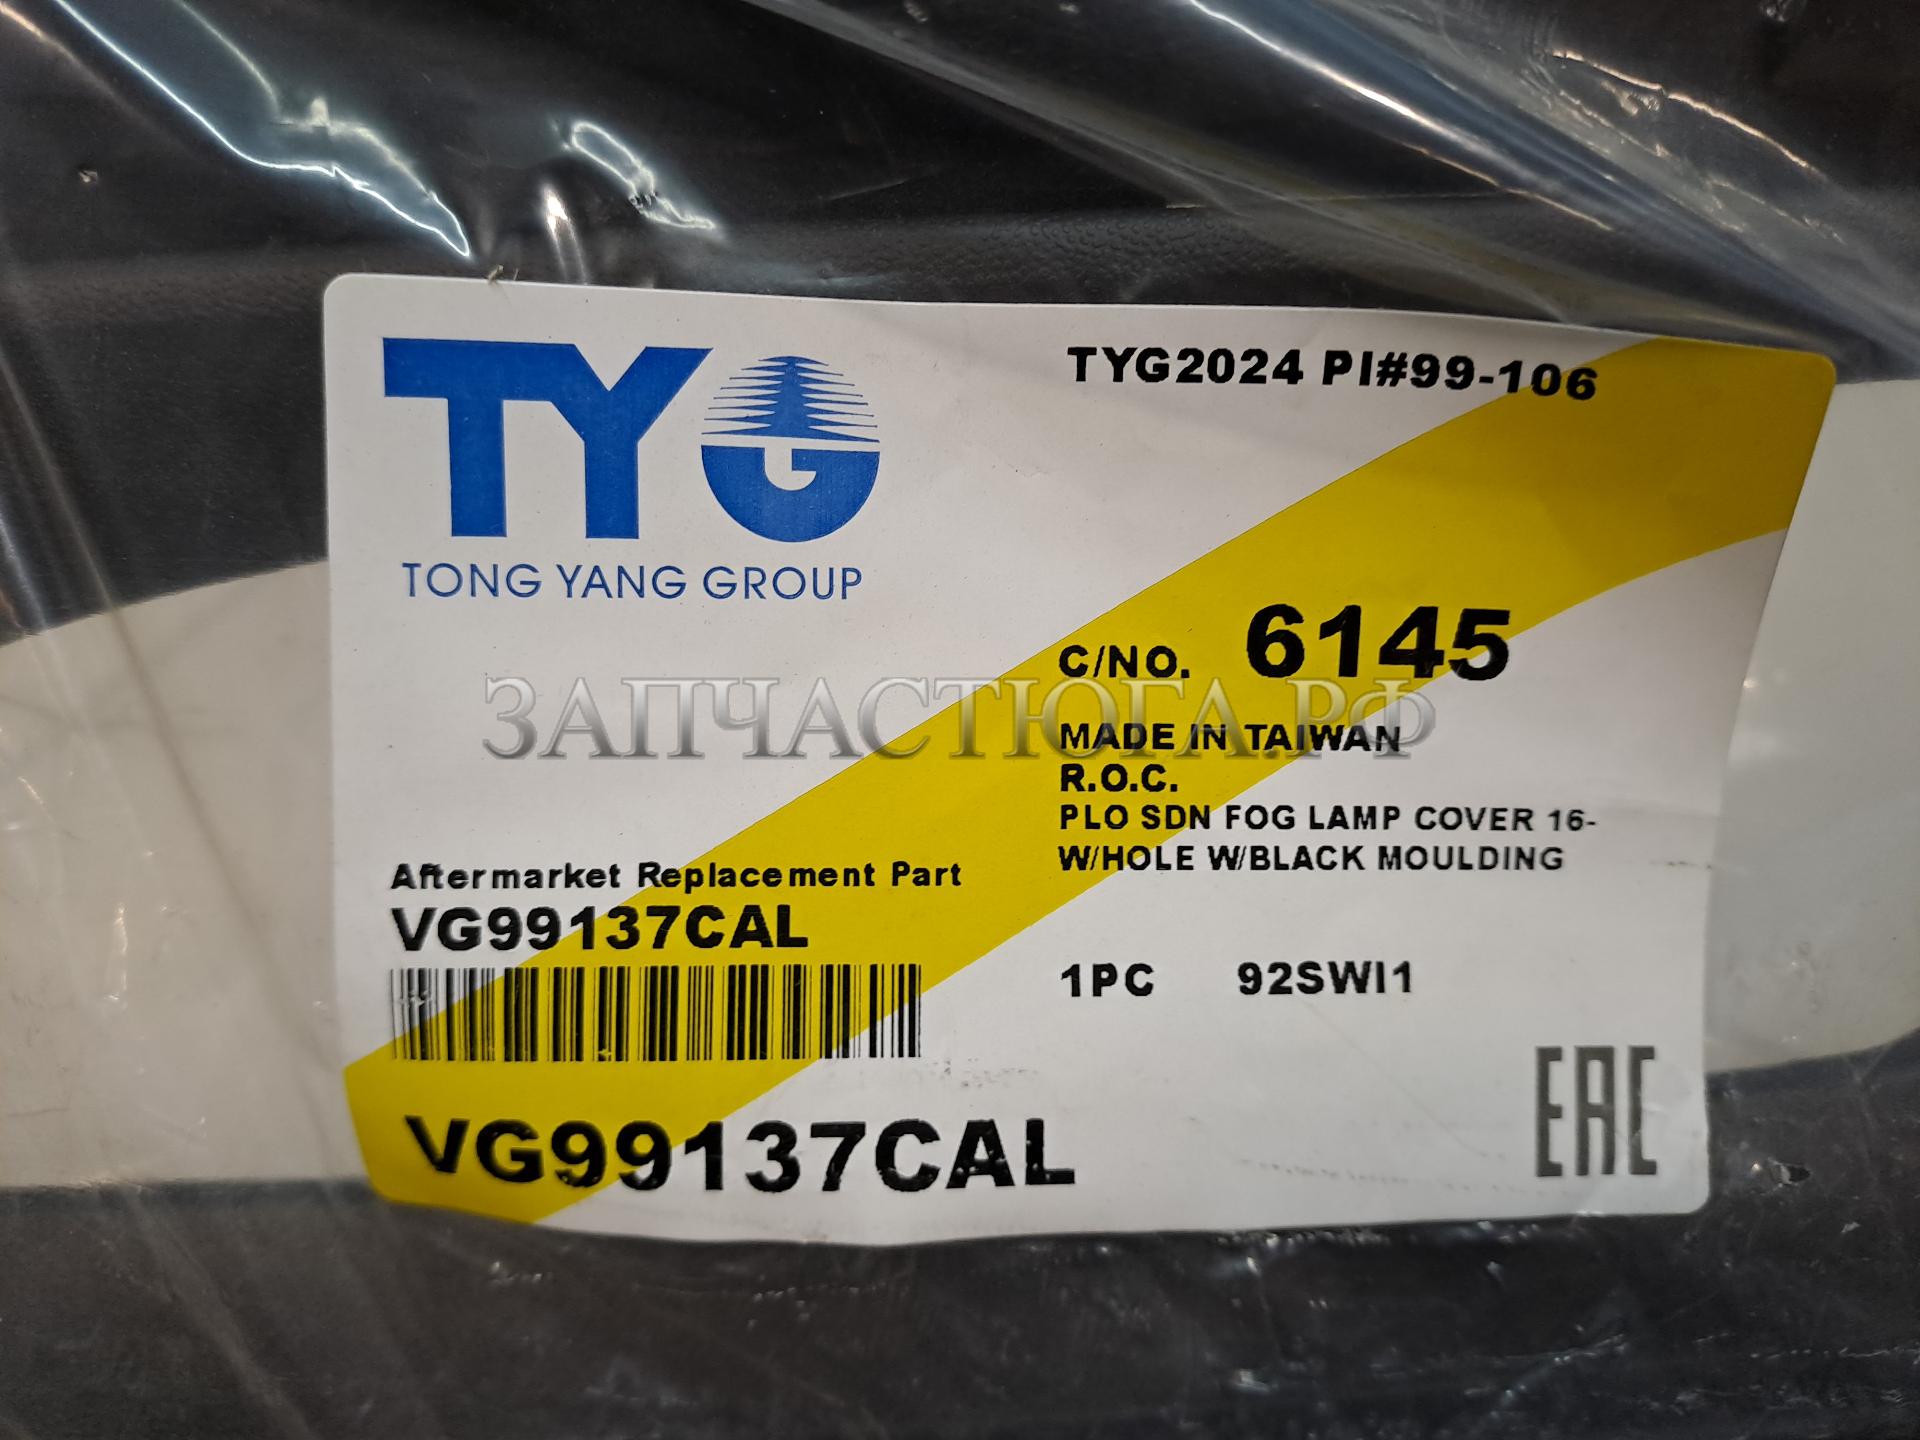 TYG
TONG YANG GROUP
TYG2024 PI#99-106
C/NO. 6145
ЗАПЧАСТЮГА.РФ
MADE IN TAIWAN
R.O.C.
PLO SDN FOG LAMP COVER 16-
W/HOLE W/BLACK MOULDING
Aftermarket Replacement Part
VG99137CAL
1PC 92SWI1
VG99137CAL
EAC